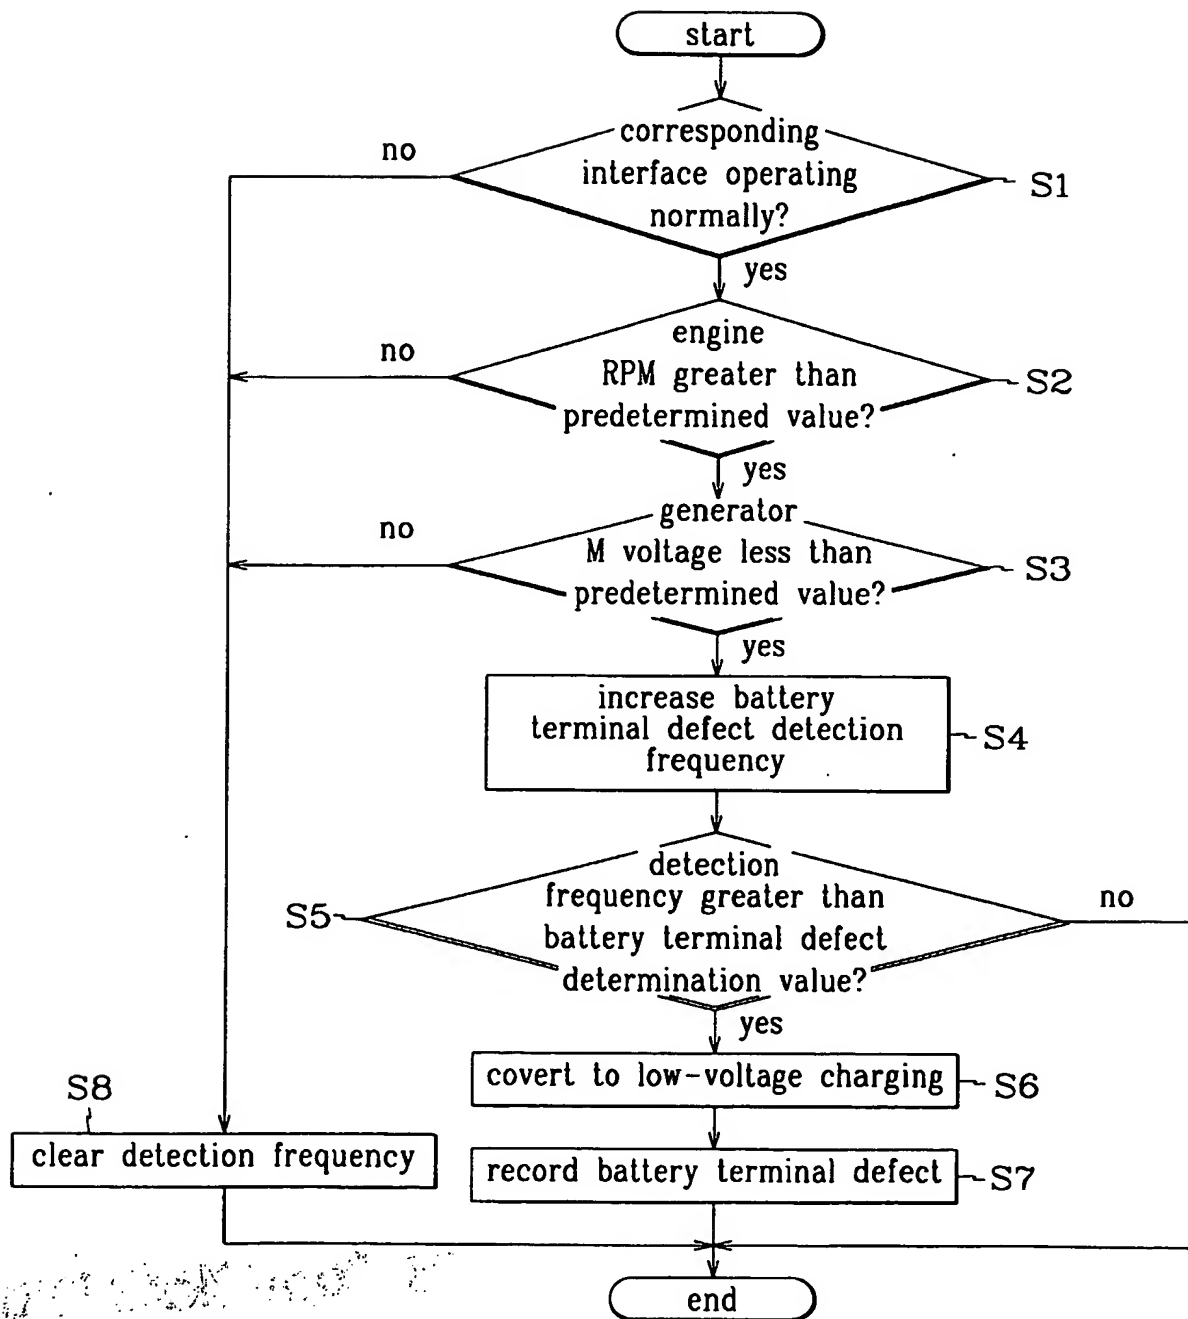 start
corresponding
interface operating
normally?
no
S1
yes
engine
RPM greater than
predetermined value?
no
S2
yes
generator
M voltage less than
predetermined value?
no
S3
yes
increase battery
terminal defect detection
frequency
S4
detection
frequency greater than
battery terminal defect
determination value?
S5
no
yes
covert to low-voltage charging
S6
S8
clear detection frequency
record battery terminal defect
S7
end